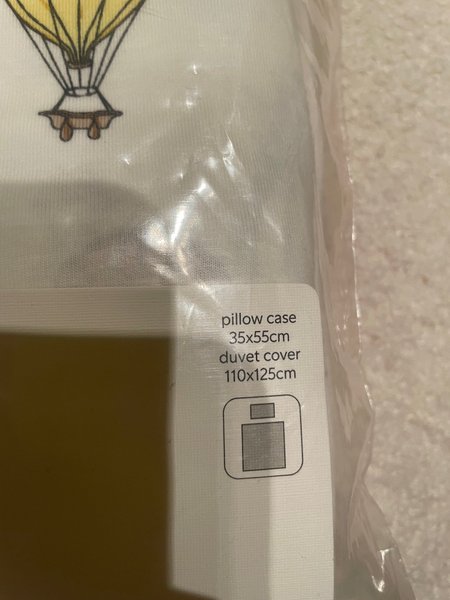 pillow case
35x55cm
duvet cover
110x125cm